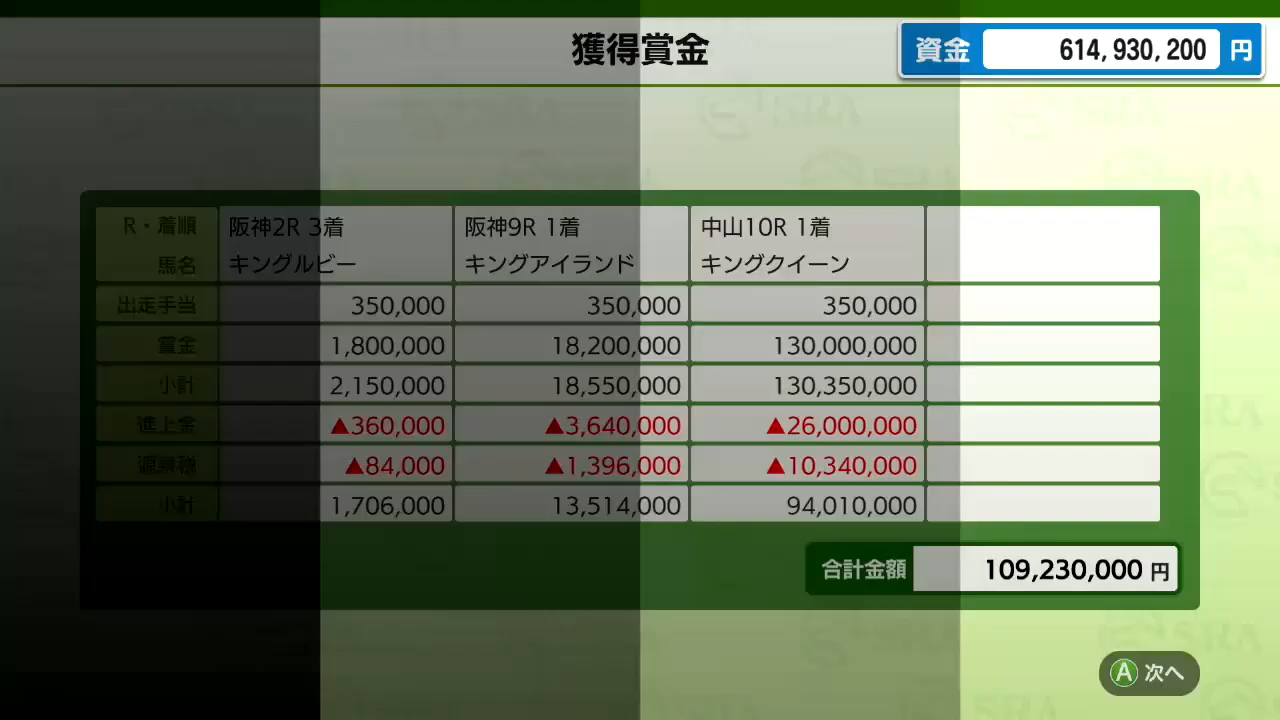 獲得賞金
資金 614,930,200 円
R・着順 阪神2R 3着 阪神9R 1着 中山10R 1着
馬名 キングルビー キングアイランド キングクイーン
出走手当 350,000 350,000 350,000
賞金 1,800,000 18,200,000 130,000,000
小計 2,150,000 18,550,000 130,350,000
進上金 ▲360,000 ▲3,640,000 ▲26,000,000
源泉税 ▲84,000 ▲1,396,000 ▲10,340,000
小計 1,706,000 13,514,000 94,010,000
合計金額 109,230,000 円
A 次へ